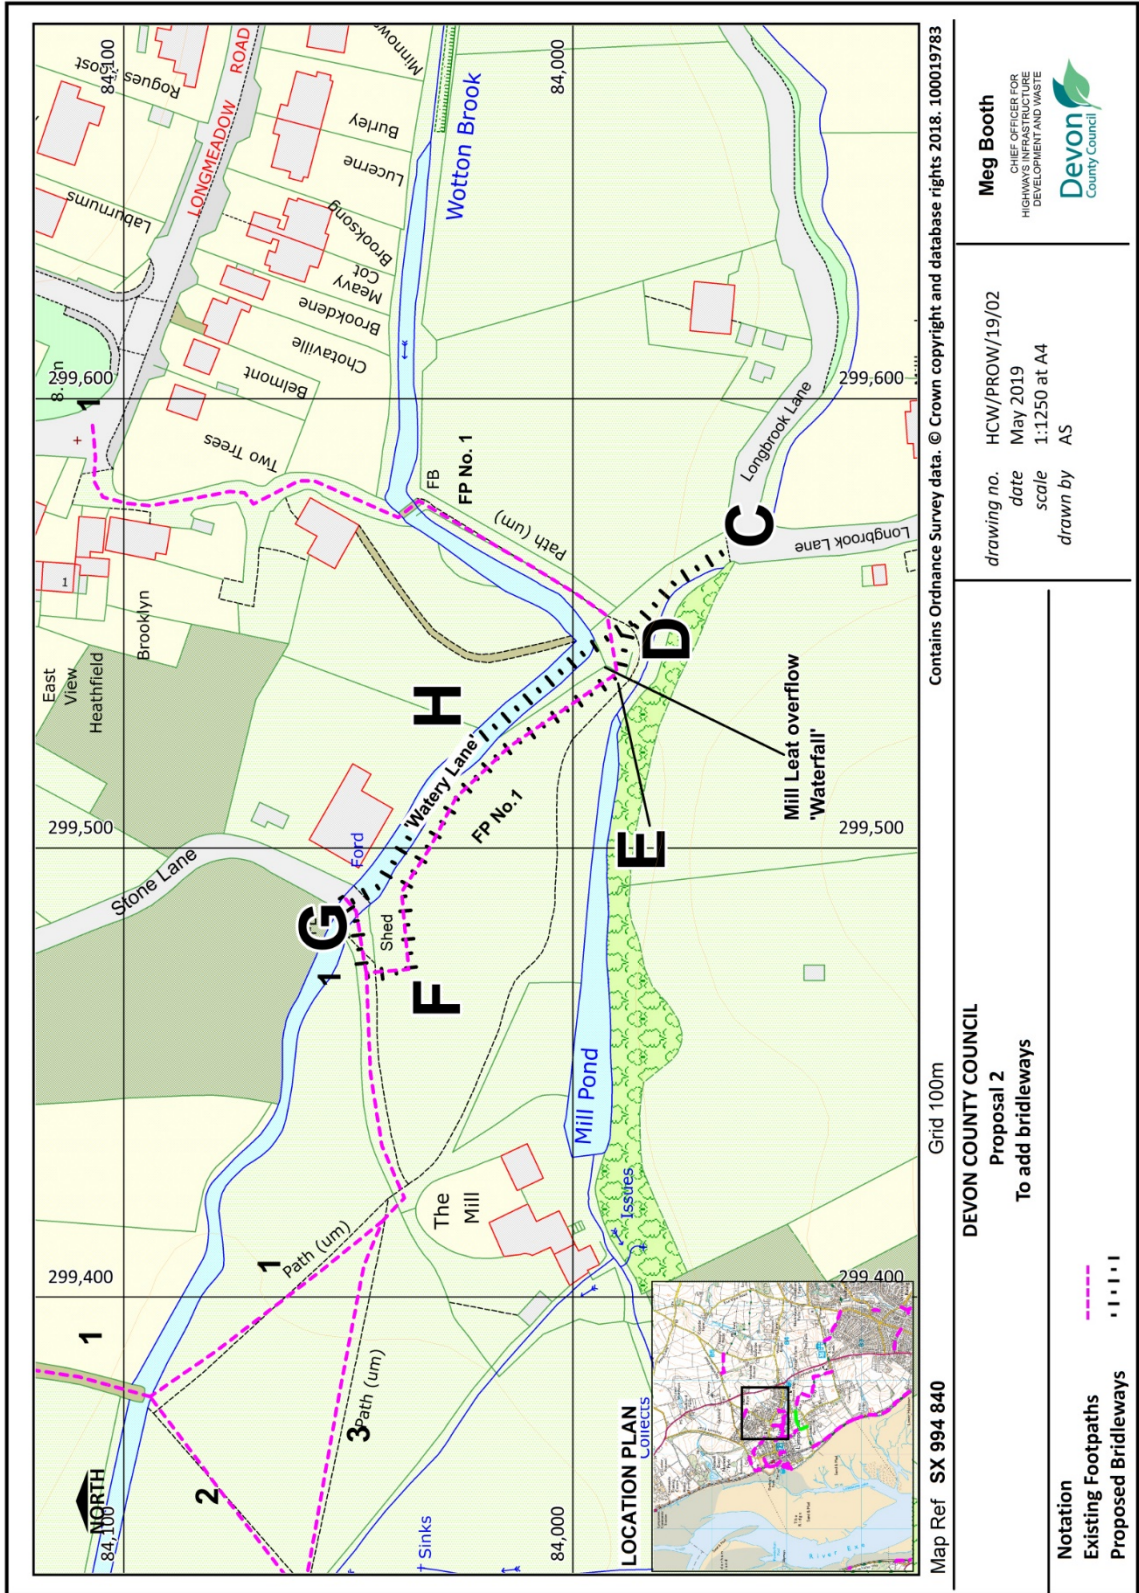 NORTH
84,100
84,100
84,000
84,000
299,600
299,600
299,500
299,500
299,400
299,400
Rogues
Post
LONGMEADOW ROAD
Laburnums
Minnows
Burley
Lucerne
Brooksong
Meavy
Cot
Brookdene
Chotaville
Belmont
Two Trees
Wotton Brook
1
1
East
View
Heathfield
Brooklyn
FB
FP No. 1
Path (um)
Longbrook Lane
Longbrook Lane
C
D
E
F
G
H
Stone Lane
Ford
'Watery Lane'
FP No.1
Shed
1
Mill Leat overflow
'Waterfall'
Mill Pond
The
Mill
Issues
1
Path (um)
1
2
3
Path (um)
Sinks
Collects
LOCATION PLAN
River Exe
Contains Ordnance Survey data. © Crown copyright and database rights 2018. 100019783
Map Ref SX 994 840
Grid 100m
DEVON COUNTY COUNCIL
Proposal 2
To add bridleways
Notation
Existing Footpaths
Proposed Bridleways
drawing no. HCW/PROW/19/02
date May 2019
scale 1:1250 at A4
drawn by AS
Meg Booth
CHIEF OFFICER FOR
HIGHWAYS INFRASTRUCTURE
DEVELOPMENT AND WASTE
Devon
County Council